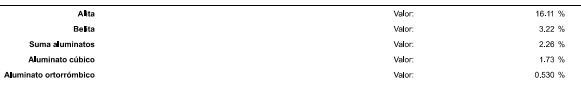 Alita Valor: 16.11 %
Belita Valor: 3.22 %
Suma aluminatos Valor: 2.26 %
Aluminato cúbico Valor: 1.73 %
Aluminato ortorrómbico Valor: 0.530 %